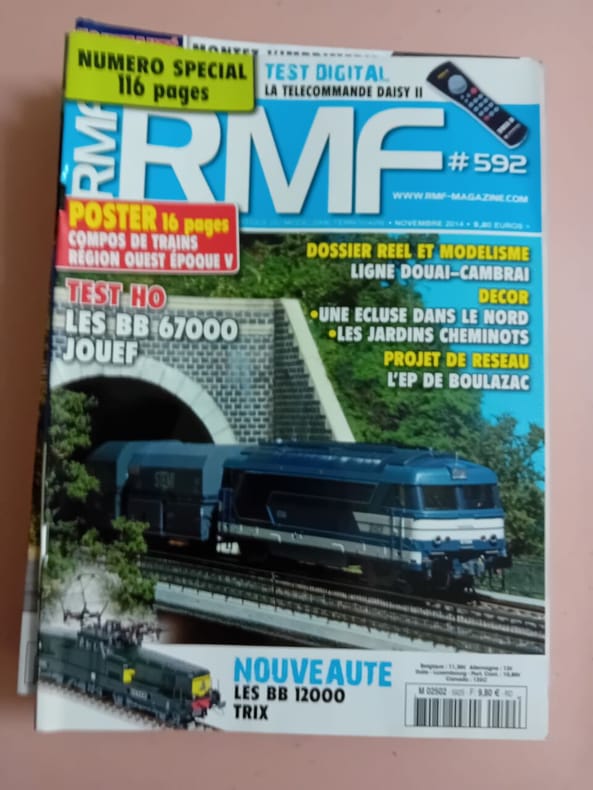 NUMERO SPECIAL
116 pages
TEST DIGITAL
LA TELECOMMANDE DAISY II
RMF
RMF
# 592
WWW.RMF-MAGAZINE.COM
NOVEMBRE 2014 • 9,80 EUROS
POSTER 16 pages
COMPOS DE TRAINS
RÉGION OUEST ÉPOQUE V
DOSSIER REEL ET MODELISME
LIGNE DOUAI-CAMBRAI
DECOR
•UNE ECLUSE DANS LE NORD
•LES JARDINS CHEMINOTS
PROJET DE RESEAU
L'EP DE BOULAZAC
TEST HO
LES BB 67000
JOUEF
STEMI
NOUVEAUTE
LES BB 12000
TRIX
M 02502
F: 9,80 €